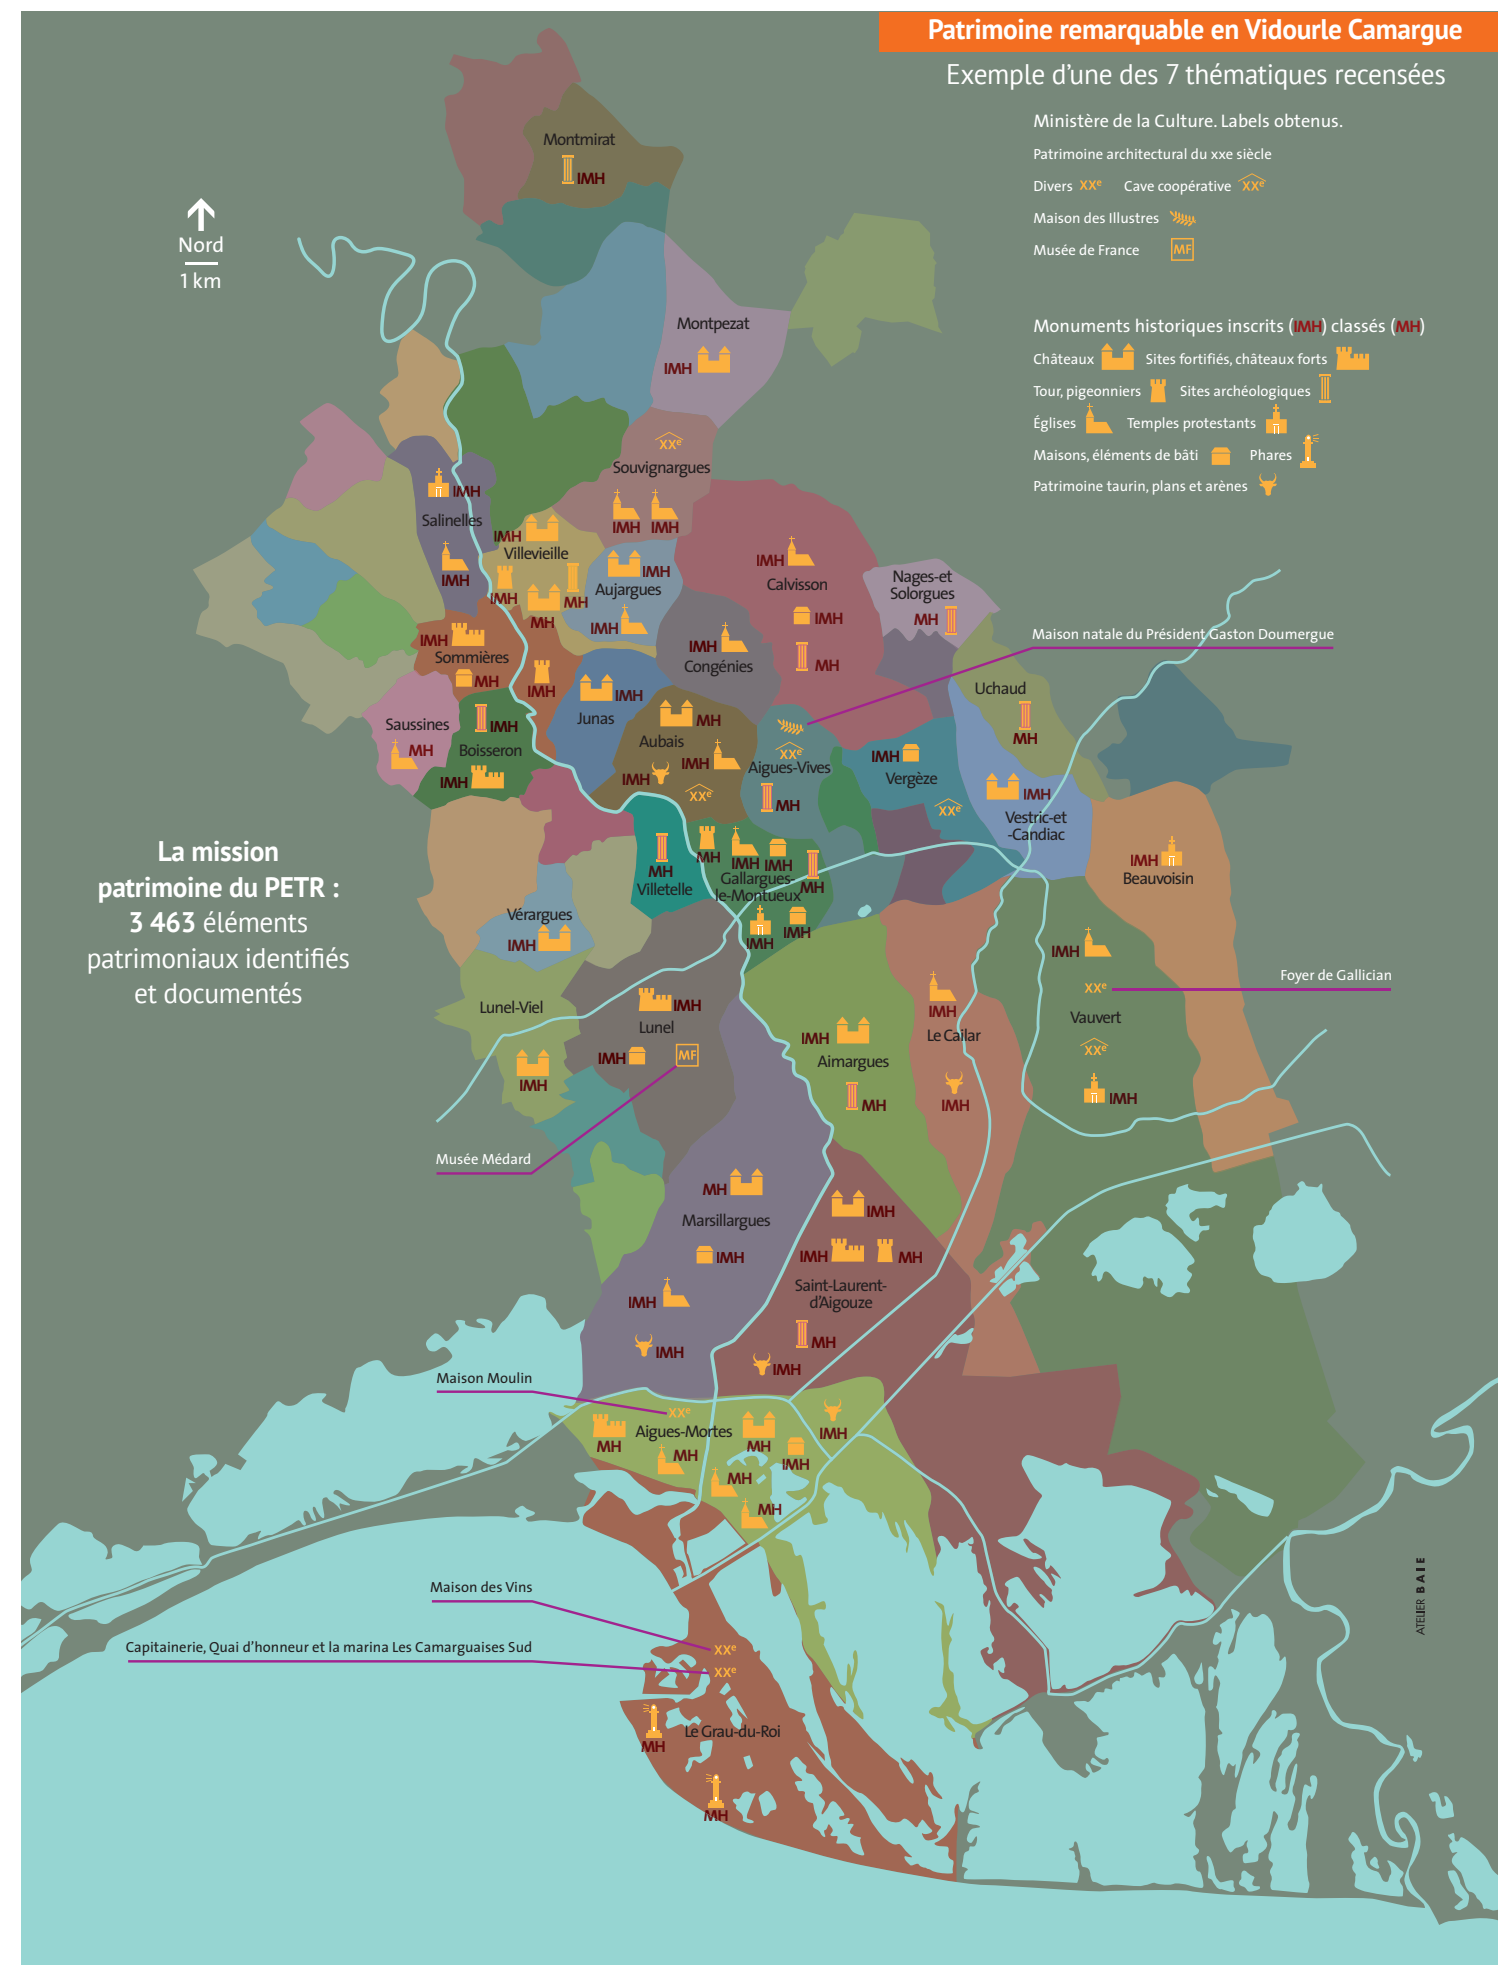 Patrimoine remarquable en Vidourle Camargue
Exemple d'une des 7 thématiques recensées
Ministère de la Culture. Labels obtenus.
Patrimoine architectural du xxe siècle
Divers XXe Cave coopérative XXe
Maison des Illustres
Musée de France MF
Monuments historiques inscrits (IMH) classés (MH)
Châteaux Sites fortifiés, châteaux forts
Tour, pigeonniers Sites archéologiques
Églises Temples protestants
Maisons, éléments de bâti Phares
Patrimoine taurin, plans et arènes
Nord
1 km
La mission
patrimoine du PETR :
3 463 éléments
patrimoniaux identifiés
et documentés
Montmirat
IMH
Montpezat
IMH
XXe
Souvignargues
IMH IMH
IMH
Salinelles
IMH
IMH
Villevieille
IMH
MH
MH
IMH
Aujargues
IMH
IMH
Calvisson
IMH
MH
Nages-et
Solorgues
MH
Maison natale du Président Gaston Doumergue
IMH
Sommières
MH
IMH
IMH
Congénies
Uchaud
MH
Saussines
MH
IMH
Boisseron
IMH
IMH
Junas
MH
Aubais
IMH
IMH
XXe
XXe
Aigues-Vives
MH
IMH
Vergèze
XXe
IMH
Vestric-et
-Candiac
IMH
Beauvoisin
MH
Villetelle
MH
IMH IMH
Gallargues-
le-Montueux
MH
IMH
IMH
Vérargues
IMH
Lunel-Viel
IMH
IMH
Lunel
IMH
MF
Musée Médard
IMH
Aimargues
MH
IMH
Le Cailar
IMH
IMH
XXe
Foyer de Gallician
Vauvert
XXe
IMH
MH
Marsillargues
IMH
IMH
IMH
IMH
IMH
MH
Saint-Laurent-
d'Aigouze
MH
IMH
Maison Moulin
XXe
Aigues-Mortes
MH
MH
MH
IMH
IMH
MH
MH
Maison des Vins
XXe
Capitainerie, Quai d'honneur et la marina Les Camarguaises Sud
XXe
Le Grau-du-Roi
MH
MH
ATELIER BAIE